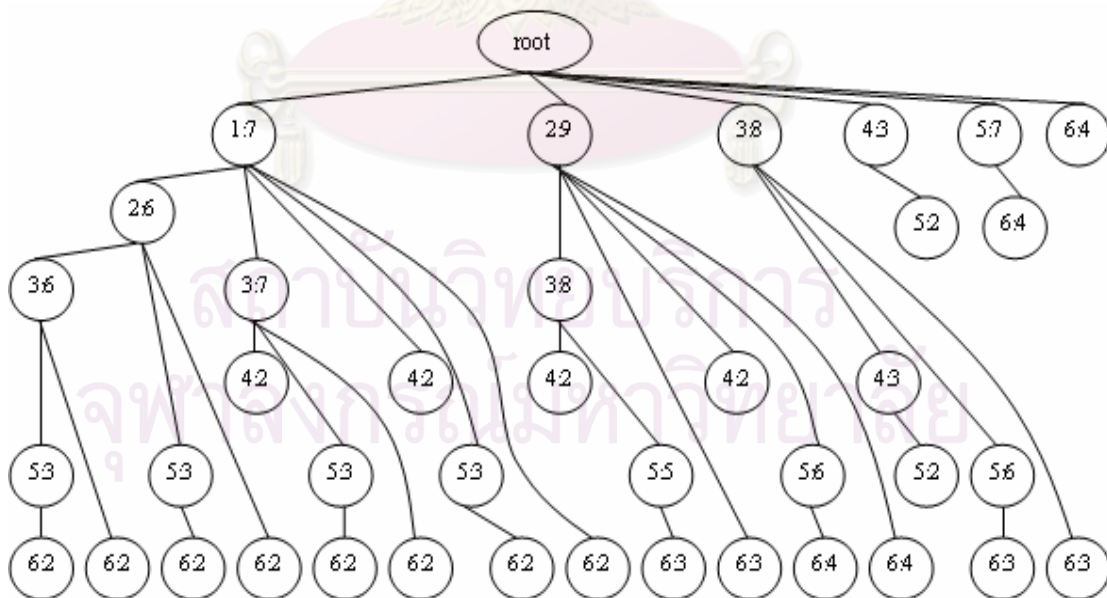 root
1:7 2:9 3:8 4:3 5:7 6:4
2:6 5:2 6:4
3:6 3:7 3:8
สถาบันวิทยบริการ
4:2 4:2 4:2 4:2 4:3
จุฬาลงกรณ์มหาวิทยาลัย
5:3 5:3 5:3 5:3 5:5 5:6 5:2 5:6
6:2 6:2 6:2 6:2 6:2 6:2 6:2 6:2 6:3 6:3 6:4 6:4 6:3 6:3